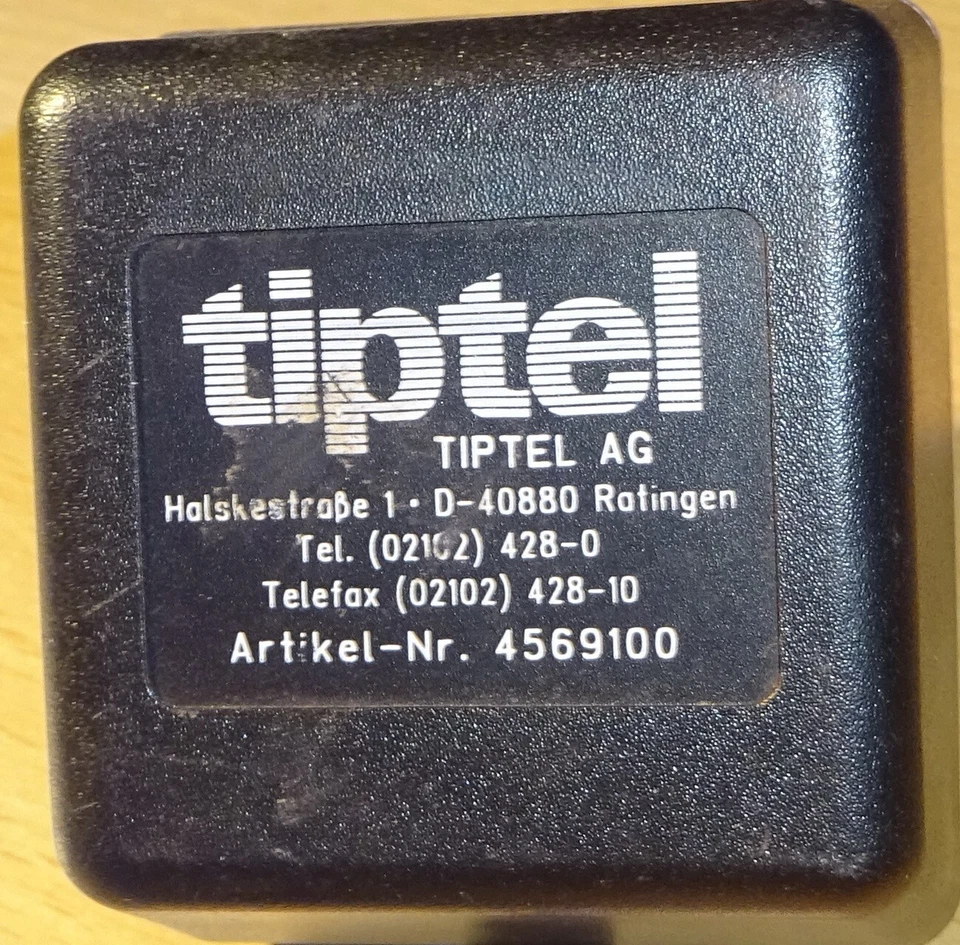 tiptel
TIPTEL AG
Halskestraße 1 • D-40880 Ratingen
Tel. (02102) 428-0
Telefax (02102) 428-10
Artikel-Nr. 4569100